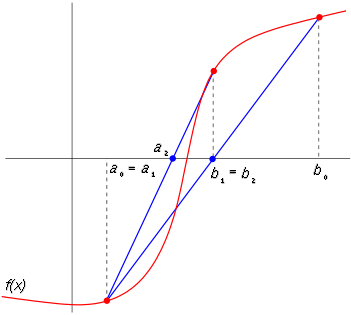 a₂
a₀ = a₁
b₁ = b₂
b₀
f(x)